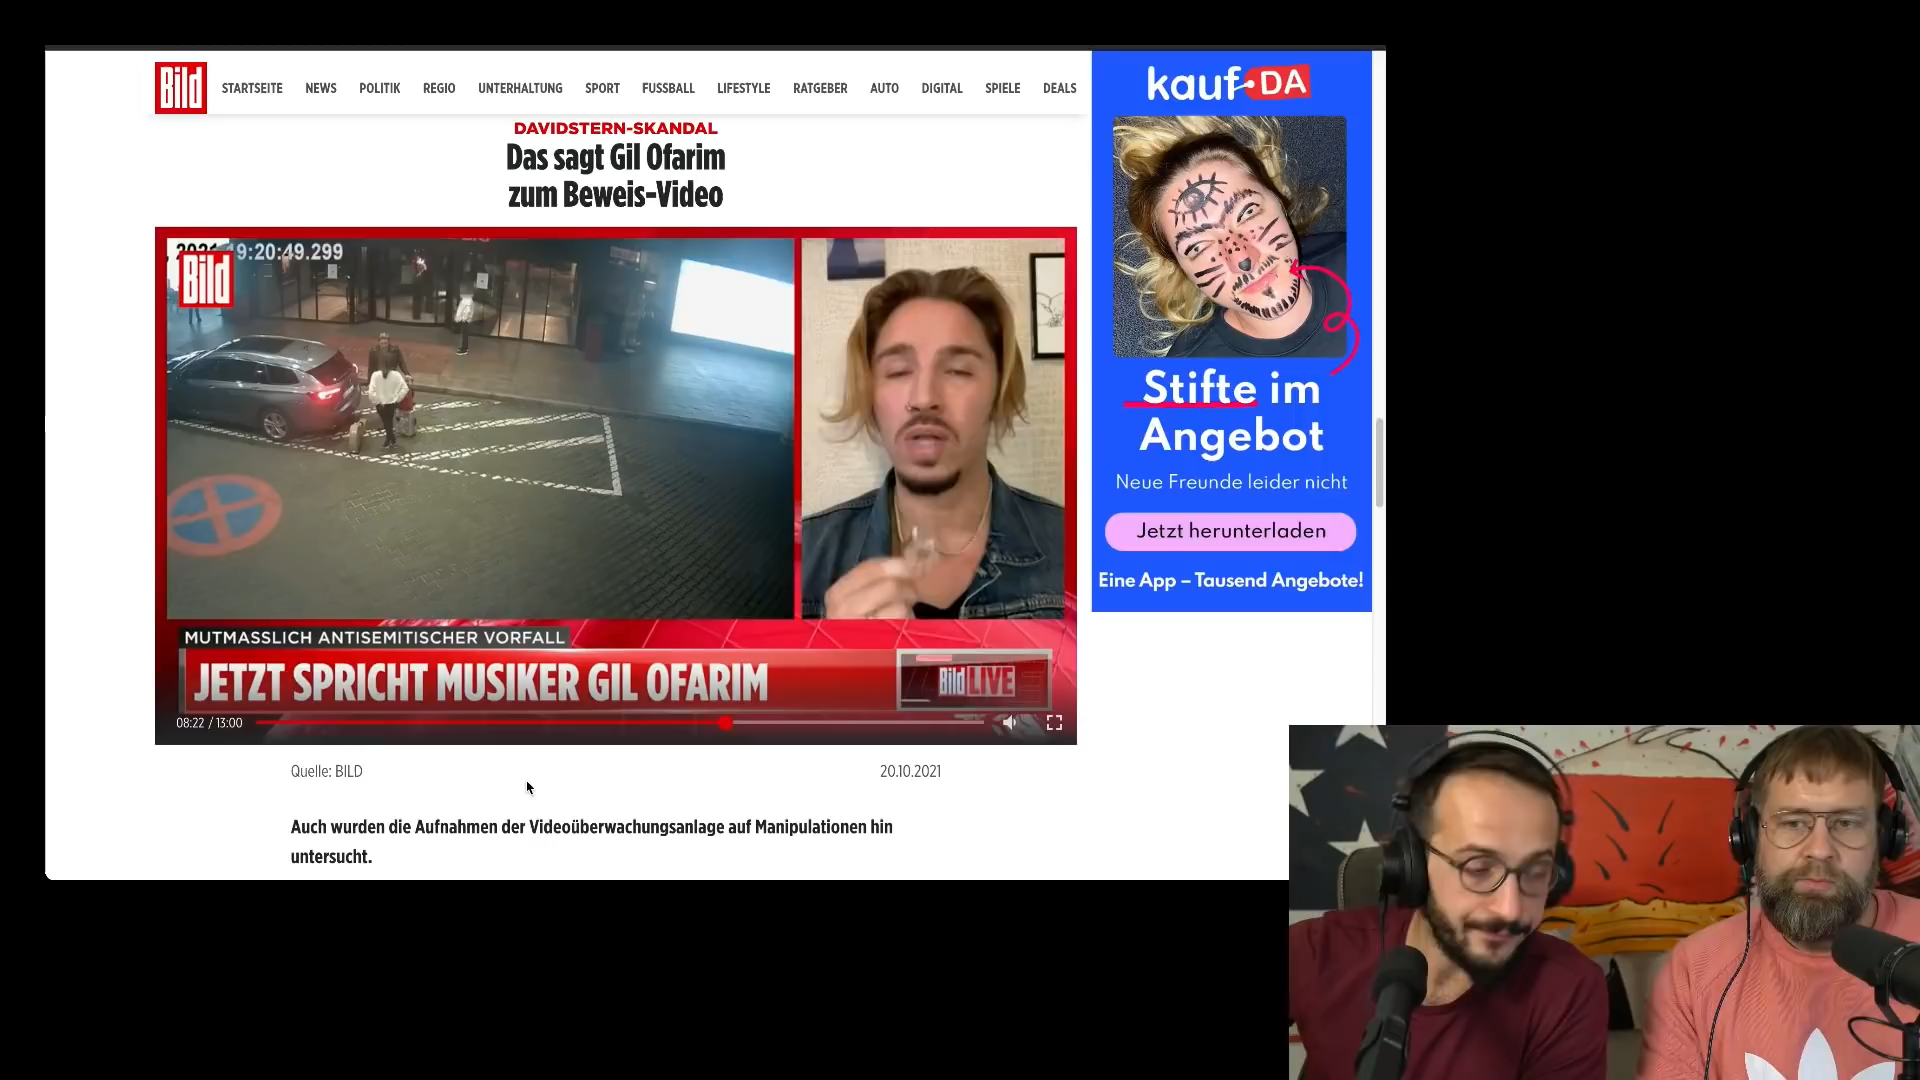 Bild
STARTSEITE NEWS POLITIK REGIO UNTERHALTUNG SPORT FUSSBALL LIFESTYLE RATGEBER AUTO DIGITAL SPIELE DEALS
DAVIDSTERN-SKANDAL
Das sagt Gil Ofarim
zum Beweis-Video
9:20:49.299
Bild
MUTMASSLICH ANTISEMITISCHER VORFALL
JETZT SPRICHT MUSIKER GIL OFARIM
Bild LIVE
08:22 / 13:00
Quelle: BILD 20.10.2021
Auch wurden die Aufnahmen der Videoüberwachungsanlage auf Manipulationen hin
untersucht.
kaufDA
Stifte im
Angebot
Neue Freunde leider nicht
Jetzt herunterladen
Eine App – Tausend Angebote!